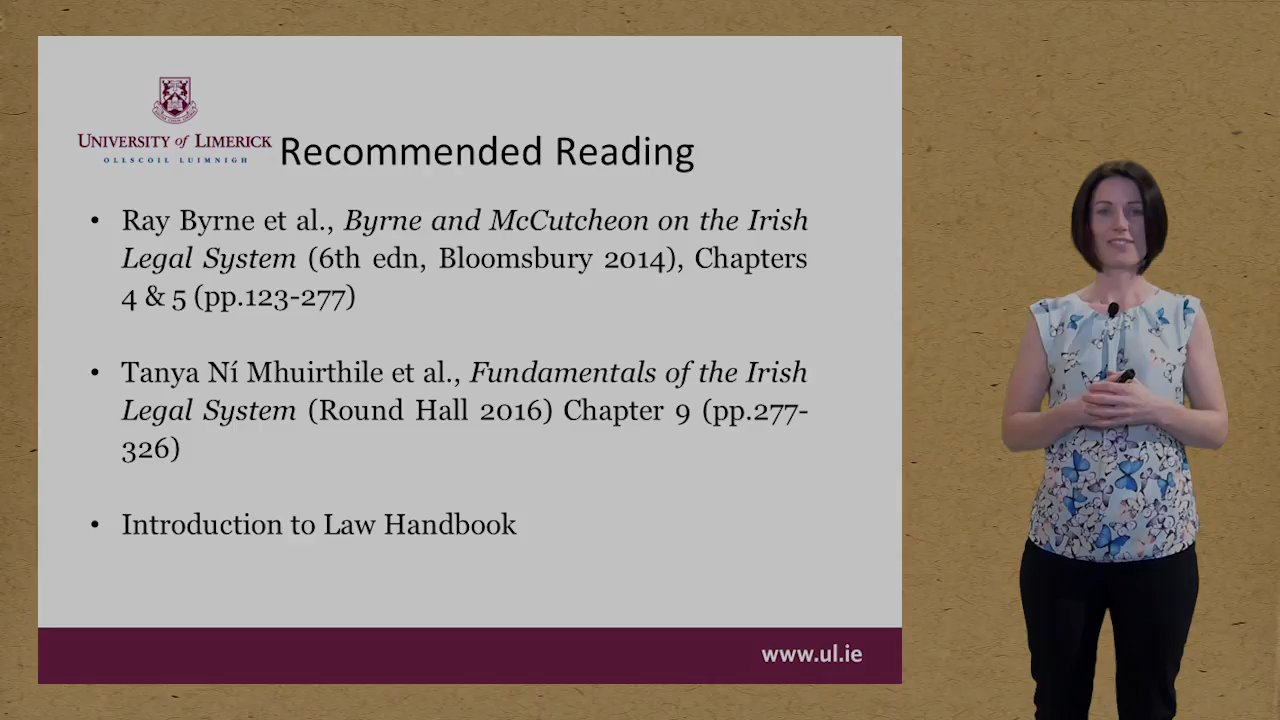 UNIVERSITY of LIMERICK
OLLSCOIL LUIMNIGH
Recommended Reading
• Ray Byrne et al., Byrne and McCutcheon on the Irish
Legal System (6th edn, Bloomsbury 2014), Chapters
4 & 5 (pp.123-277)
• Tanya Ní Mhuirthile et al., Fundamentals of the Irish
Legal System (Round Hall 2016) Chapter 9 (pp.277-
326)
• Introduction to Law Handbook
www.ul.ie